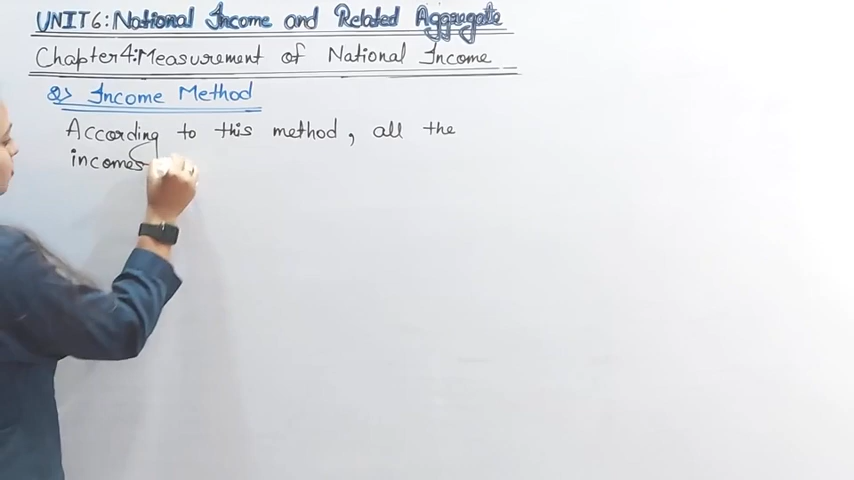 UNIT 6: National Income and Related Aggregate
Chapter 4: Measurement of National Income
Q> Income Method
According to this method, all the
incomes